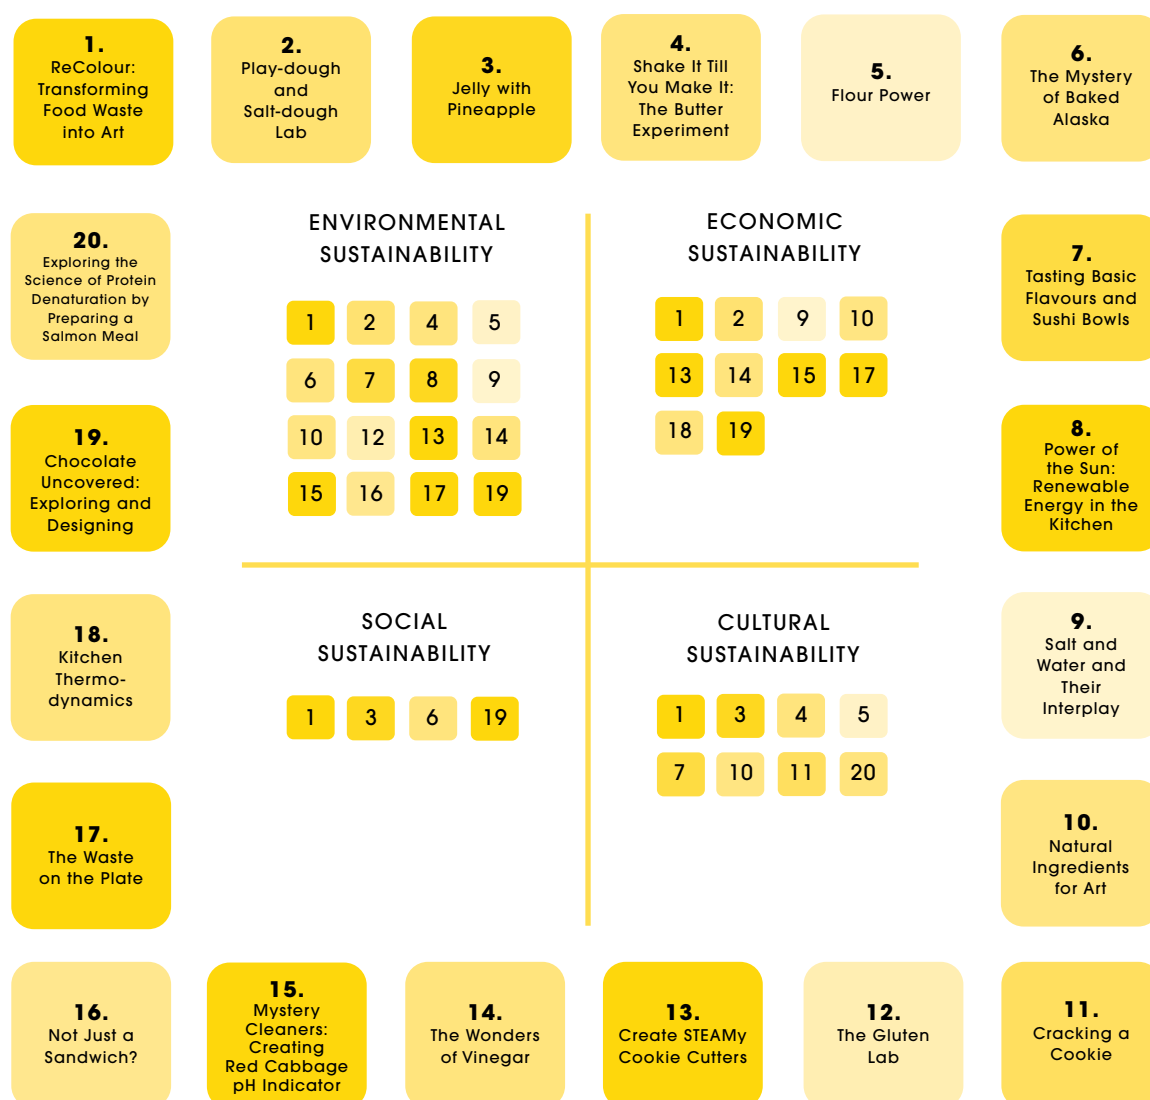 1.
ReColour:
Transforming
Food Waste
into Art
2.
Play-dough
and
Salt-dough
Lab
3.
Jelly with
Pineapple
4.
Shake It Till
You Make It:
The Butter
Experiment
5.
Flour Power
6.
The Mystery
of Baked
Alaska
20.
Exploring the
Science of Protein
Denaturation by
Preparing a
Salmon Meal
ENVIRONMENTAL
SUSTAINABILITY
1 2 4 5
6 7 8 9
10 12 13 14
15 16 17 19
ECONOMIC
SUSTAINABILITY
1 2 9 10
13 14 15 17
18 19
7.
Tasting Basic
Flavours and
Sushi Bowls
19.
Chocolate
Uncovered:
Exploring and
Designing
8.
Power of
the Sun:
Renewable
Energy in the
Kitchen
18.
Kitchen
Thermo-
dynamics
SOCIAL
SUSTAINABILITY
1 3 6 19
CULTURAL
SUSTAINABILITY
1 3 4 5
7 10 11 20
9.
Salt and
Water and
Their
Interplay
17.
The Waste
on the Plate
10.
Natural
Ingredients
for Art
16.
Not Just a
Sandwich?
15.
Mystery
Cleaners:
Creating
Red Cabbage
pH Indicator
14.
The Wonders
of Vinegar
13.
Create STEAMy
Cookie Cutters
12.
The Gluten
Lab
11.
Cracking a
Cookie